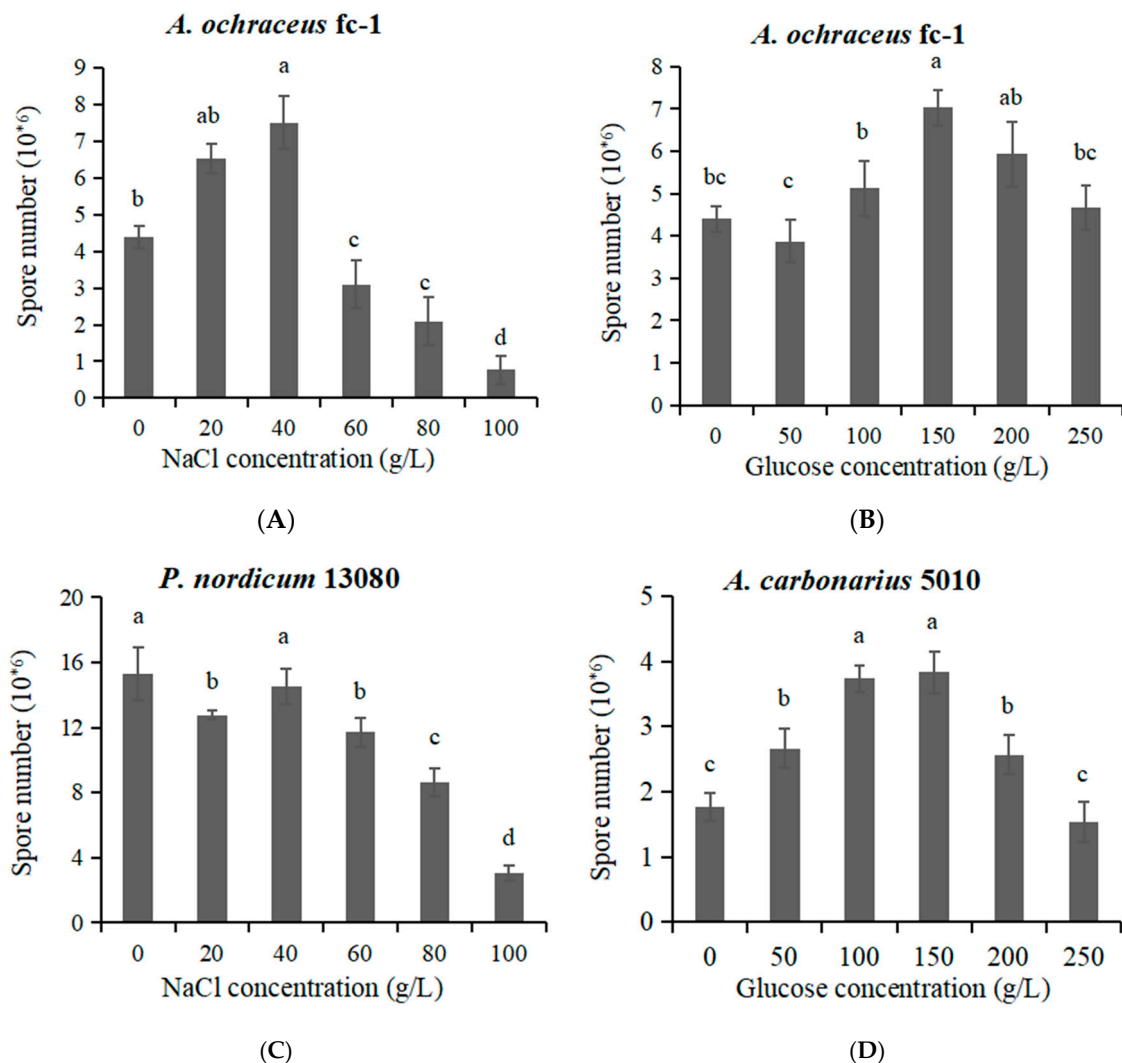 A. ochraceus fc-1
Spore number (10*6)
9
8
7
6
5
4
3
2
1
0
b
ab
a
c
c
d
0 20 40 60 80 100
NaCl concentration (g/L)
(A)
A. ochraceus fc-1
Spore number (10*6)
8
7
6
5
4
3
2
1
0
bc
c
b
a
ab
bc
0 50 100 150 200 250
Glucose concentration (g/L)
(B)
P. nordicum 13080
Spore number (10*6)
20
16
12
8
4
0
a
b
a
b
c
d
0 20 40 60 80 100
NaCl concentration (g/L)
(C)
A. carbonarius 5010
Spore number (10*6)
5
4
3
2
1
0
c
b
a
a
b
c
0 50 100 150 200 250
Glucose concentration (g/L)
(D)